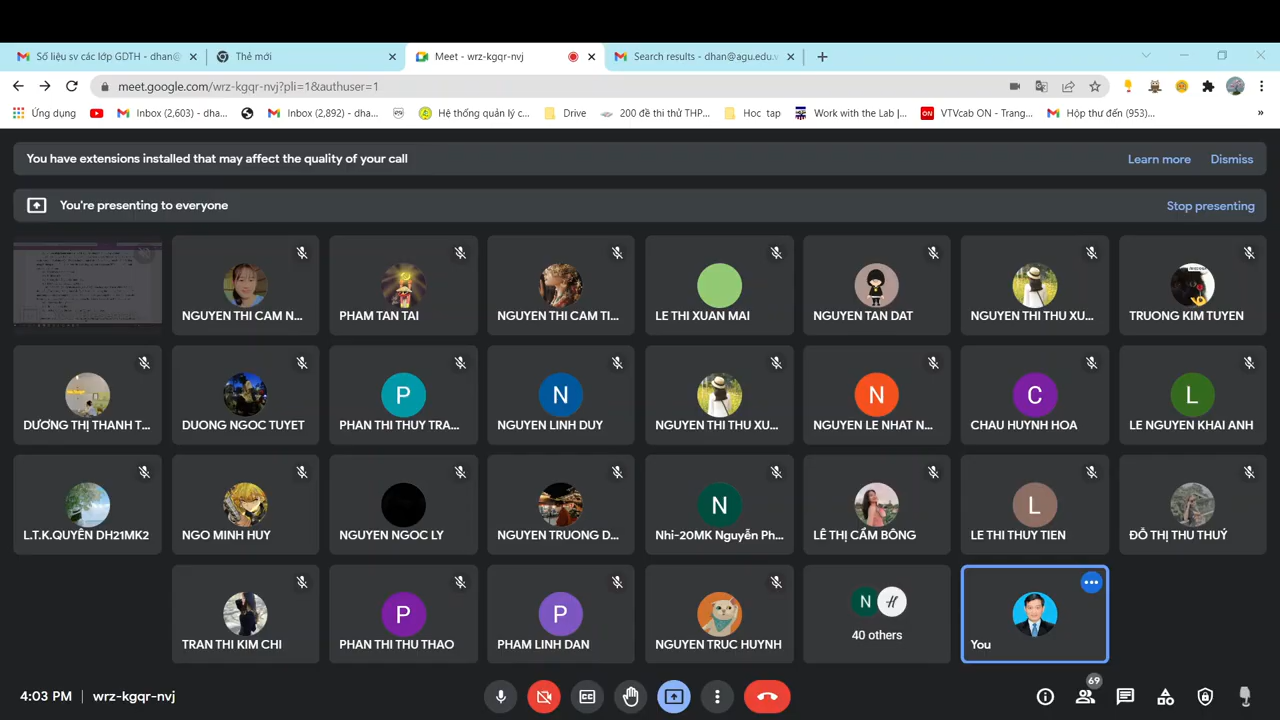 Số liệu sv các lớp GDTH - dhan@
Thẻ mới
Meet - wrz-kgqr-nvj
Search results - dhan@agu.edu.v
meet.google.com/wrz-kgqr-nvj?pli=1&authuser=1
Ứng dụng
Inbox (2,603) - dha...
Inbox (2,892) - dha...
Hệ thống quản lý c...
Drive
200 đề thi thử THP...
Hoc tap
Work with the Lab |...
ON
VTVcab ON - Trang...
Hộp thư đến (953)...
»
You have extensions installed that may affect the quality of your call
Learn more
Dismiss
You're presenting to everyone
Stop presenting
NGUYEN THI CAM N...
PHAM TAN TAI
NGUYEN THI CAM TI...
LE THI XUAN MAI
NGUYEN TAN DAT
NGUYEN THI THU XU...
TRUONG KIM TUYEN
P
N
N
C
L
DƯƠNG THỊ THANH T...
DUONG NGOC TUYET
PHAN THI THUY TRA...
NGUYEN LINH DUY
NGUYEN THI THU XU...
NGUYEN LE NHAT N...
CHAU HUYNH HOA
LE NGUYEN KHAI ANH
N
L
L.T.K.QUYÊN DH21MK2
NGO MINH HUY
NGUYEN NGOC LY
NGUYEN TRUONG D...
Nhi-20MK Nguyễn Ph...
LÊ THỊ CẨM BÔNG
LE THI THUY TIEN
ĐỖ THỊ THU THUỶ
P
P
N
H
40 others
TRAN THI KIM CHI
PHAN THI THU THAO
PHAM LINH DAN
NGUYEN TRUC HUYNH
You
4:03 PM
wrz-kgqr-nvj
69